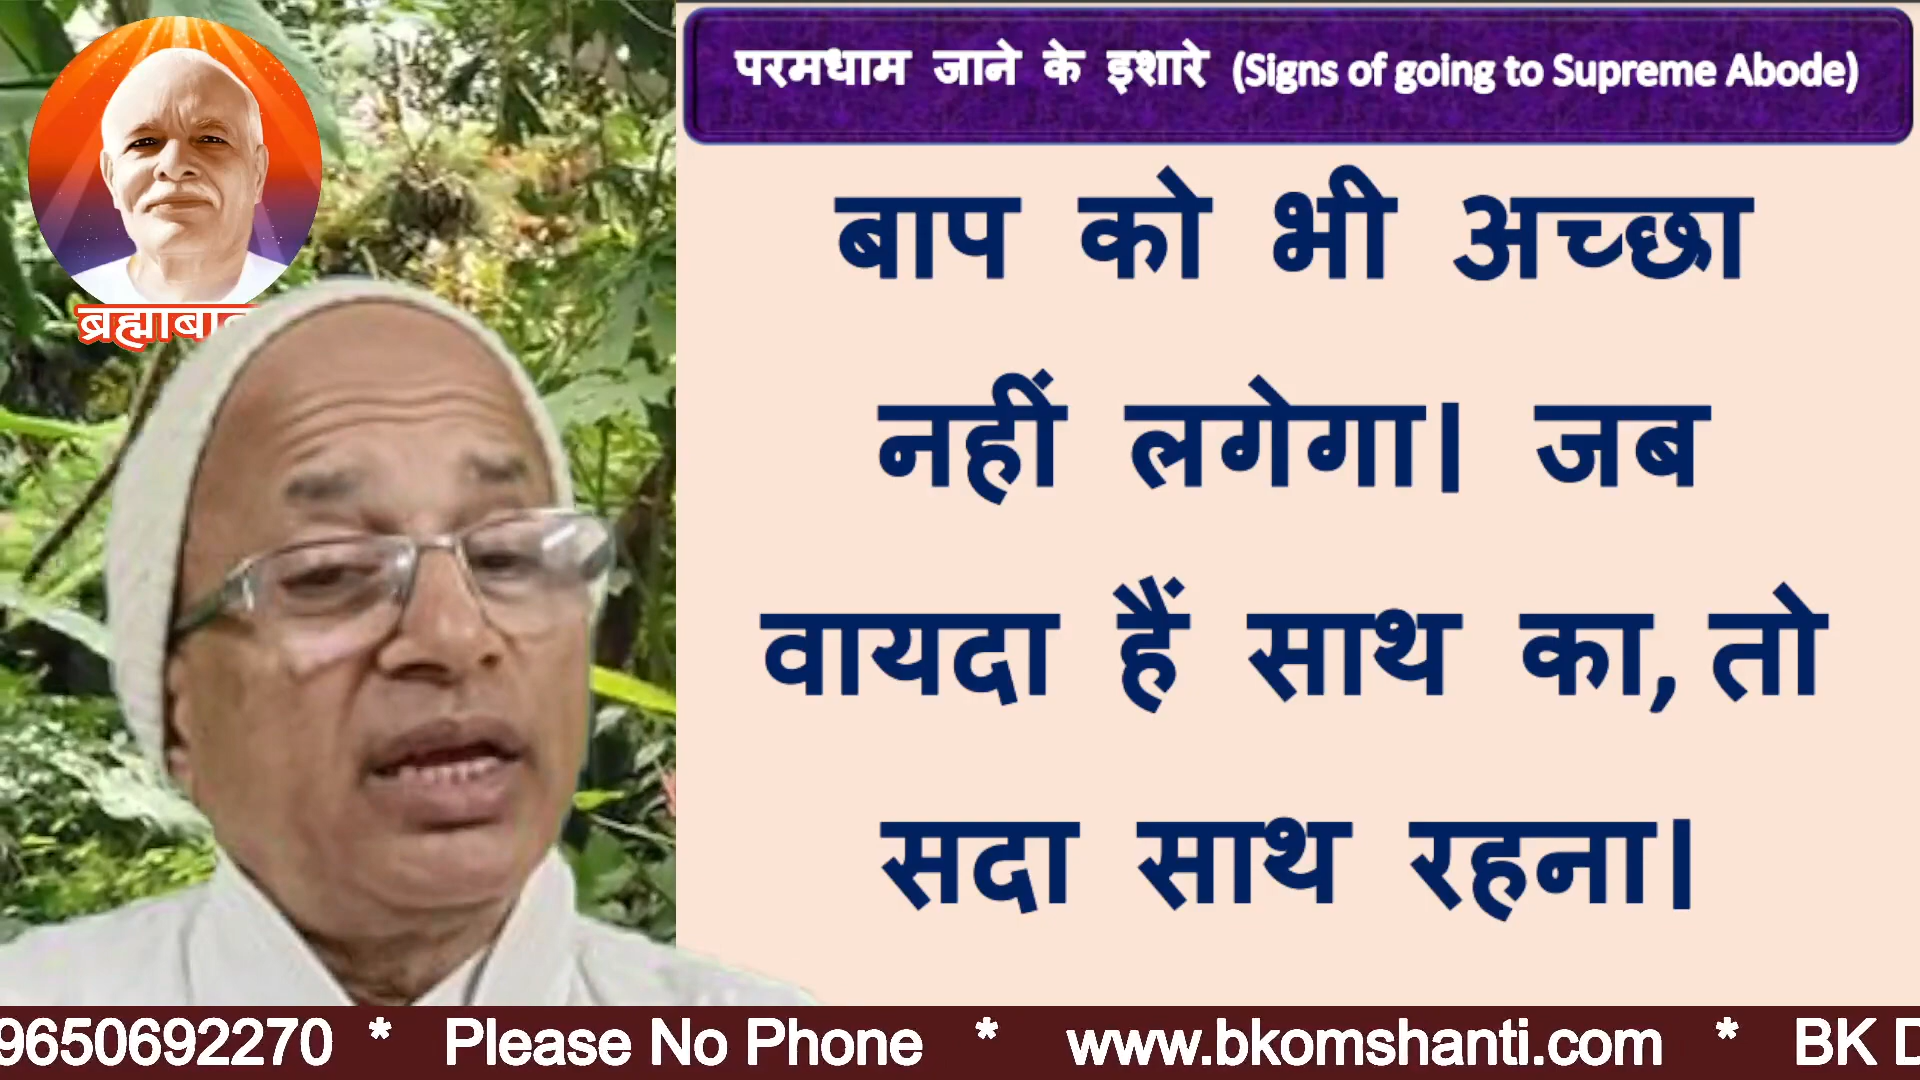 परमधाम जाने के इशारे (Signs of going to Supreme Abode)
बाप को भी अच्छा
नहीं लगेगा। जब
वायदा हैं साथ का, तो
सदा साथ रहना।
9650692270 * Please No Phone * www.bkomshanti.com * BK